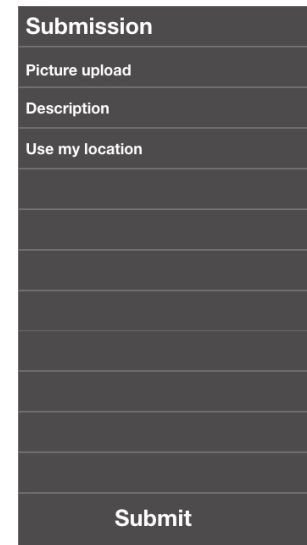 Submission
Picture upload
Description
Use my location
Submit